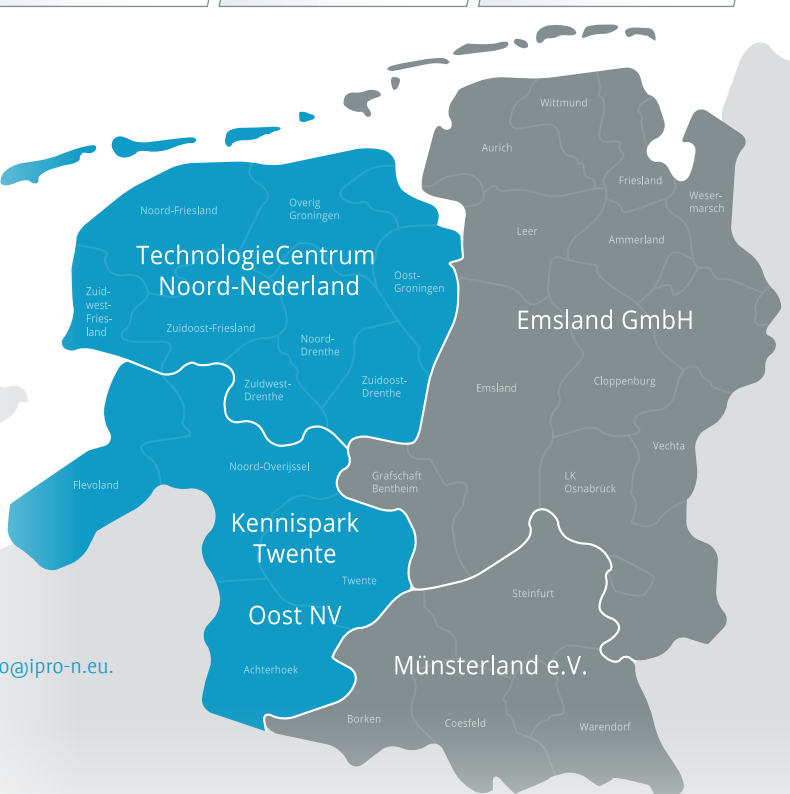 Wittmund
Aurich
Friesland
Weser-
marsch
Noord-Friesland
Overig
Groningen
Leer
Ammerland
TechnologieCentrum
Noord-Nederland
Oost-
Groningen
Zuid-
west-
Fries-
land
Zuidoost-Friesland
Noord-
Drenthe
Emsland GmbH
Zuidwest-
Drenthe
Zuidoost-
Drenthe
Emsland
Cloppenburg
Vechta
Noord-Overijssel
Flevoland
Grafschaft
Bentheim
LK
Osnabrück
Kennispark
Twente
Twente
Steinfurt
Oost NV
o@ipro-n.eu.
Achterhoek
Münsterland e.V.
Borken
Coesfeld
Warendorf